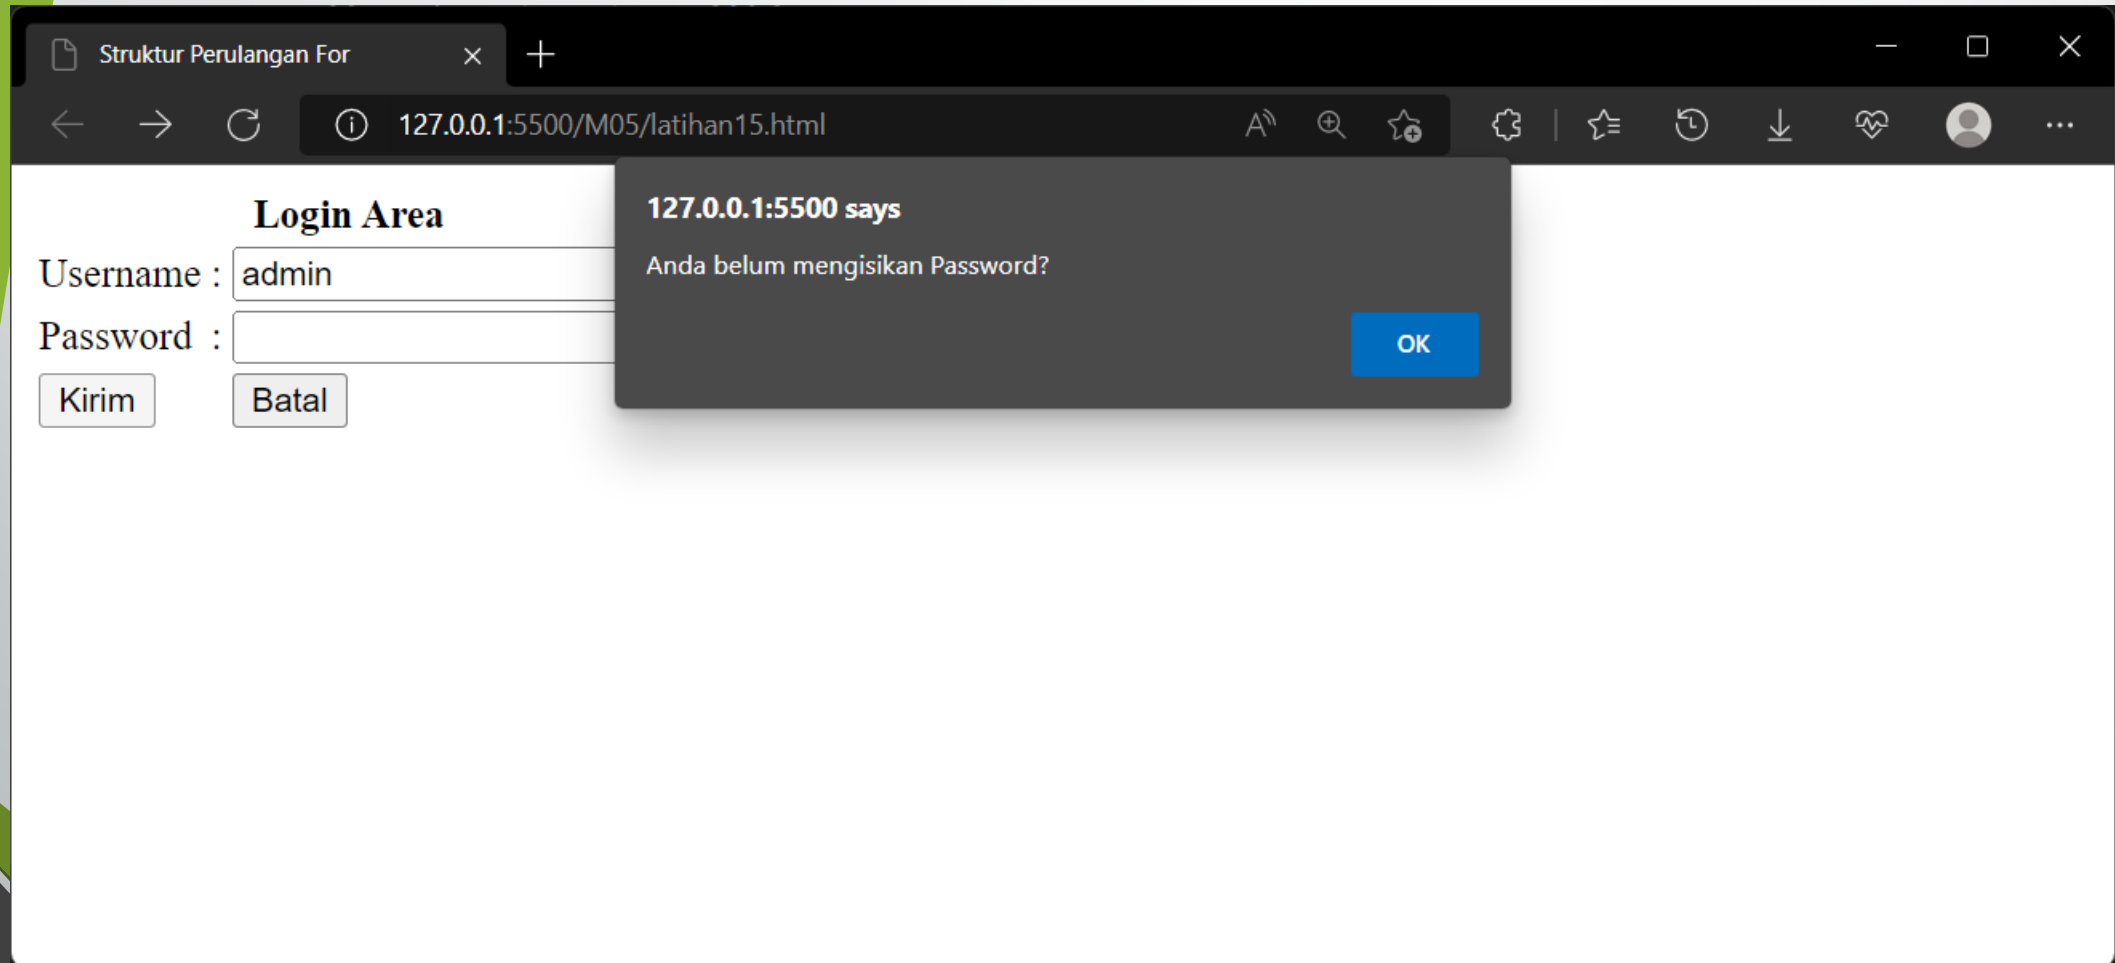 Struktur Perulangan For
127.0.0.1:5500/M05/latihan15.html
127.0.0.1:5500 says
Anda belum mengisikan Password?
OK
Login Area
Username : admin
Password :
Kirim Batal